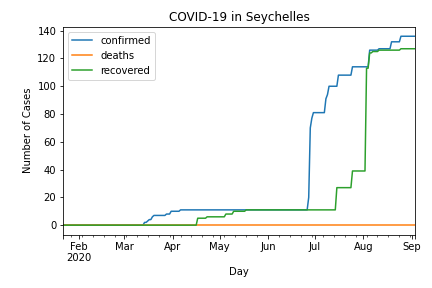 COVID-19 in Seychelles
confirmed
deaths
recovered
Number of Cases
140
120
100
80
60
40
20
0
Feb Mar Apr May Jun Jul Aug Sep
2020
Day